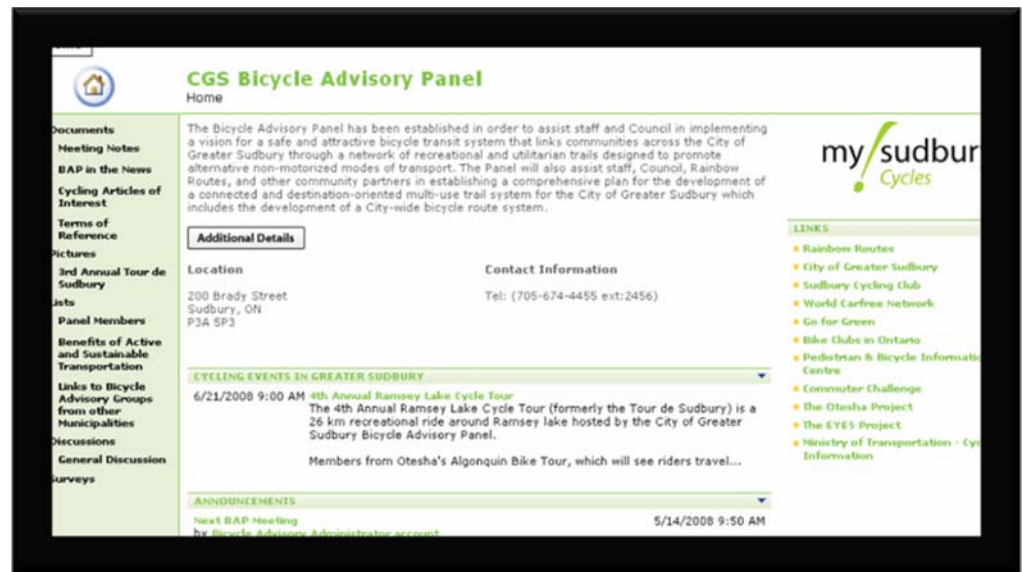 CGS Bicycle Advisory Panel
Home
Documents
Meeting Notes
BAP in the News
Cycling Articles of
Interest
Terms of
Reference
Pictures
3rd Annual Tour de
Sudbury
Lists
Panel Members
Benefits of Active
and Sustainable
Transportation
Links to Bicycle
Advisory Groups
from other
Municipalities
Discussions
General Discussion
Surveys
The Bicycle Advisory Panel has been established in order to assist staff and Council in implementing
a vision for a safe and attractive bicycle transit system that links communities across the City of
Greater Sudbury through a network of recreational and utilitarian trails designed to promote
alternative non-motorized modes of transport. The Panel will also assist staff, Council, Rainbow
Routes, and other community partners in establishing a comprehensive plan for the development of
a connected and destination-oriented multi-use trail system for the City of Greater Sudbury which
includes the development of a City-wide bicycle route system.
Additional Details
Location
200 Brady Street
Sudbury, ON
P3A 5P3
Contact Information
Tel: (705-674-4455 ext:2456)
CYCLING EVENTS IN GREATER SUDBURY
6/21/2008 9:00 AM 4th Annual Ramsey Lake Cycle Tour
The 4th Annual Ramsey Lake Cycle Tour (formerly the Tour de Sudbury) is a
26 km recreational ride around Ramsey lake hosted by the City of Greater
Sudbury Bicycle Advisory Panel.
Members from Otesha's Algonquin Bike Tour, which will see riders travel...
ANNOUNCEMENTS
Next BAP Meeting 5/14/2008 9:50 AM
by Bicycle Advisory Administrator account
my sudbur
Cycles
LINKS
Rainbow Routes
City of Greater Sudbury
Sudbury Cycling Club
World Carfree Network
Go for Green
Bike Clubs in Ontario
Pedistrian & Bicycle Informatio
Centre
Commuter Challenge
The Otesha Project
The EYES Project
Ministry of Transportation - Cyc
Information